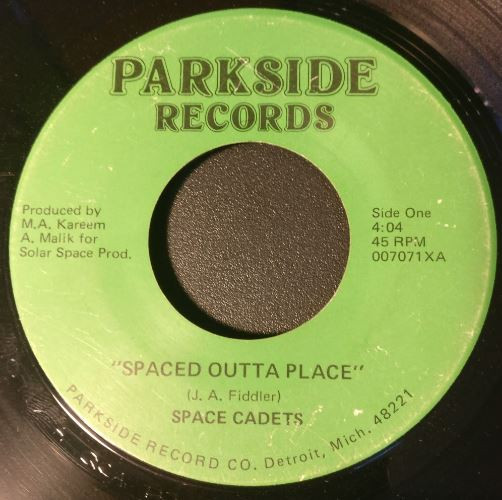 PARKSIDE
RECORDS
Produced by
M.A. Kareem
A. Malik for
Solar Space Prod.
Side One
4:04
45 RPM
007071XA
"SPACED OUTTA PLACE"
(J. A. Fiddler)
SPACE CADETS
PARKSIDE RECORD CO. Detroit, Mich. 48221